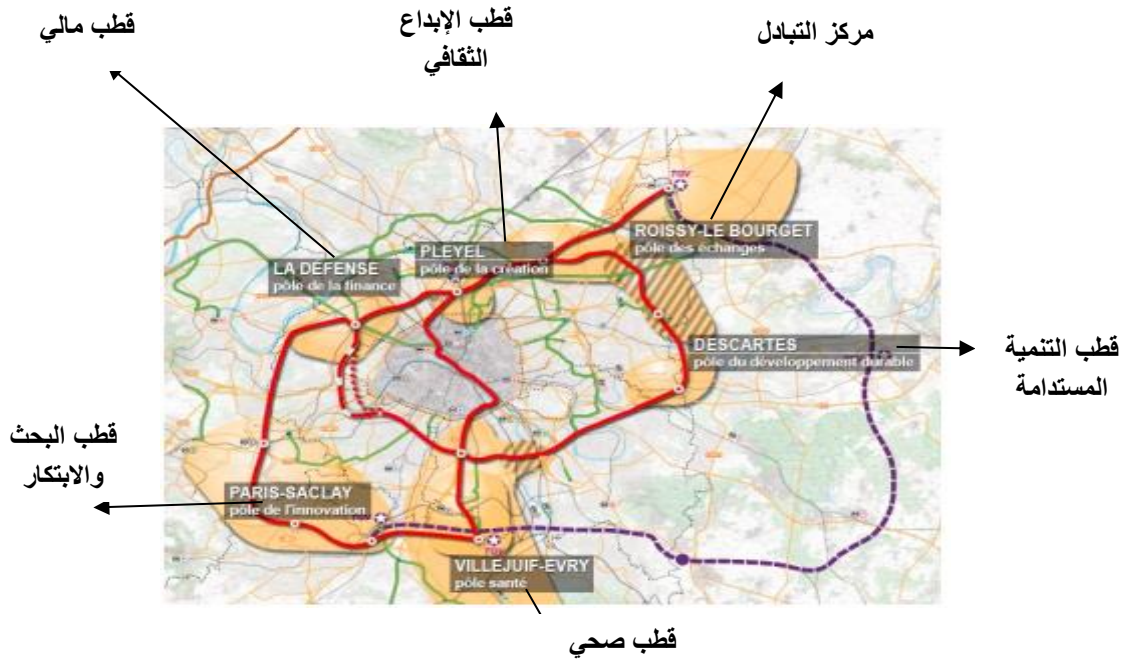 قطب مالي
قطب الإبداع
الثقافي
مركز التبادل
TGV
ROISSY-LE BOURGET
pôle des échanges
PLEYEL
pôle de la création
LA DEFENSE
pôle de la finance
DESCARTES
pôle du développement durable
قطب التنمية
المستدامة
قطب البحث
والابتكار
PARIS-SACLAY
pôle de l'innovation
VILLEJUIF-EVRY
pôle santé
قطب صحي